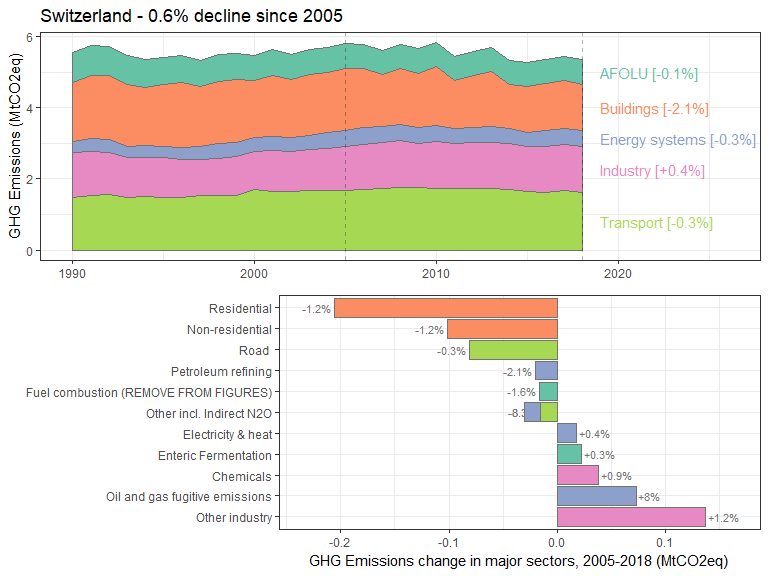 Switzerland - 0.6% decline since 2005
GHG Emissions (MtCO2eq)
6
4
2
0
AFOLU [-0.1%]
Buildings [-2.1%]
Energy systems [-0.3%]
Industry [+0.4%]
Transport [-0.3%]
1990
2000
2010
2020
Residential -1.2%
Non-residential -1.2%
Road -0.3%
Petroleum refining -2.1%
Fuel combustion (REMOVE FROM FIGURES) -1.6%
Other incl. Indirect N2O
Electricity & heat +0.4%
Enteric Fermentation +0.3%
Chemicals +0.9%
Oil and gas fugitive emissions +8%
Other industry +1.2%
-0.2
-0.1
0.0
0.1
GHG Emissions change in major sectors, 2005-2018 (MtCO2eq)